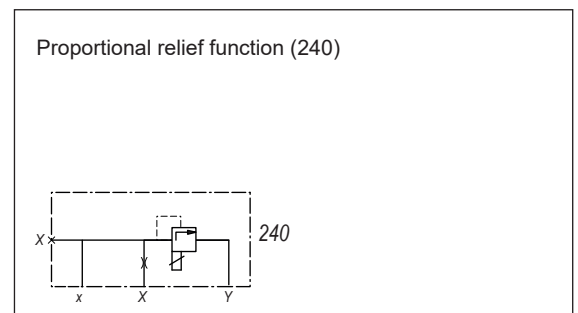 Proportional relief function (240)
240
X
x X Y